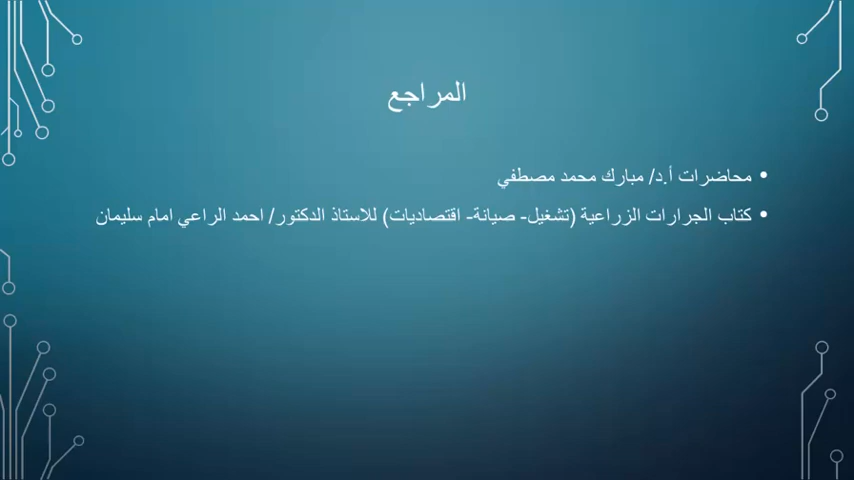 المراجع
• محاضرات أ.د/ مبارك محمد مصطفي
• كتاب الجرارات الزراعية (تشغيل- صيانة- اقتصاديات) للاستاذ الدكتور/ احمد الراعي امام سليمان